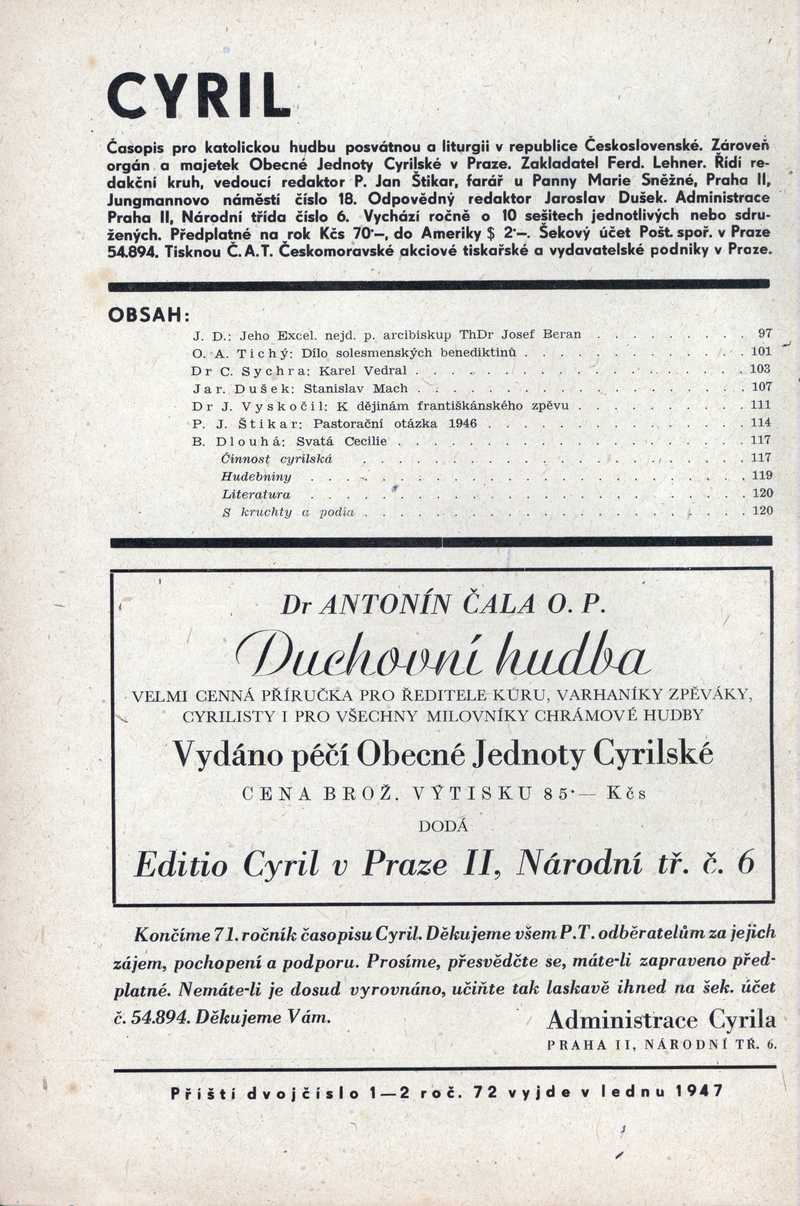 CYRIL
Časopis pro katolickou hudbu posvátnou a liturgii v republice Československé. Zároveň
orgán a majetek Obecné Jednoty Cyrilské v Praze. Zakladatel Ferd. Lehner. Řídí re-
dakční kruh, vedoucí redaktor P. Jan Štikar, farář u Panny Marie Sněžné, Praha II,
Jungmannovo náměstí číslo 18. Odpovědný redaktor Jaroslav Dušek. Administrace
Praha II, Národní třída číslo 6. Vychází ročně o 10 sešitech jednotlivých nebo sdru-
žených. Předplatné na rok Kčs 70·–, do Ameriky $ 2·–. Šekový účet Pošt. spoř. v Praze
54.894. Tisknou Č. A. T. Českomoravské akciové tiskařské a vydavatelské podniky v Praze.
OBSAH:
J. D.: Jeho Excel. nejd. p. arcibiskup ThDr Josef Beran . . . . . . . . 97
O. A. Tichý: Dílo solesmenských benediktinů . . . . . . . . . . . . 101
Dr C. Sychra: Karel Vedral . . . . . . . . . . . . . . . . . . 103
Jar. Dušek: Stanislav Mach . . . . . . . . . . . . . . . . . . 107
Dr J. Vyskočil: K dějinám františkánského zpěvu . . . . . . . . . . 111
P. J. Štikar: Pastorační otázka 1946 . . . . . . . . . . . . . . 114
B. Dlouhá: Svatá Cecilie . . . . . . . . . . . . . . . . . . . 117
Činnost cyrilská . . . . . . . . . . . . . . . . . . . . . 117
Hudebniny . . . . . . . . . . . . . . . . . . . . . . . . 119
Literatura . . . . . . . . . . . . . . . . . . . . . . . . 120
S kruchty a podia . . . . . . . . . . . . . . . . . . . . . 120
Dr ANTONÍN ČALA O. P.
Duchovní hudba
VELMI CENNÁ PŘÍRUČKA PRO ŘEDITELE KŮRU, VARHANÍKY ZPĚVÁKY,
CYRILISTY I PRO VŠECHNY MILOVNÍKY CHRÁMOVÉ HUDBY
Vydáno péčí Obecné Jednoty Cyrilské
CENA BROŽ. VÝTISKU 85·— Kčs
DODÁ
Editio Cyril v Praze II, Národní tř. č. 6
Končíme 71. ročník časopisu Cyril. Děkujeme všem P. T. odběratelům za jejich
zájem, pochopení a podporu. Prosíme, přesvědčte se, máte-li zapraveno před-
platné. Nemáte-li je dosud vyrovnáno, učiňte tak laskavě ihned na šek. účet
č. 54.894. Děkujeme Vám.
Administrace Cyrila
PRAHA II, NÁRODNÍ TŘ. 6.
Příští dvojčíslo 1—2 roč. 72 vyjde v lednu 1947